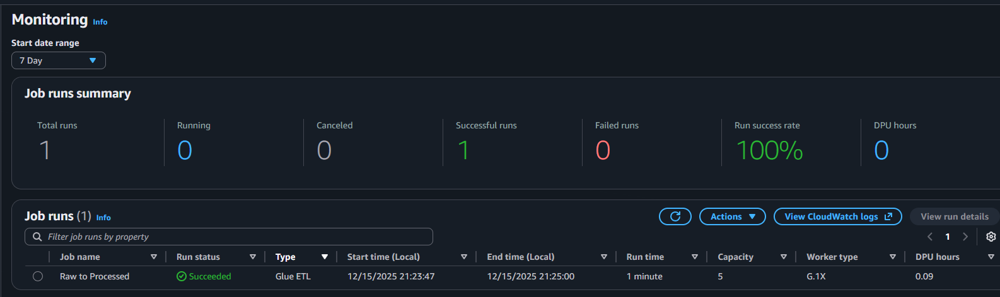 Monitoring Info
Start date range
7 Day
Job runs summary
Total runs Running Canceled Successful runs Failed runs Run success rate DPU hours
1 0 0 1 0 100% 0
Job runs (1) Info Actions View CloudWatch logs View run details
Filter job runs by property 1
Job name Run status Type Start time (Local) End time (Local) Run time Capacity Worker type DPU hours
Raw to Processed Succeeded Glue ETL 12/15/2025 21:23:47 12/15/2025 21:25:00 1 minute 5 G.1X 0.09